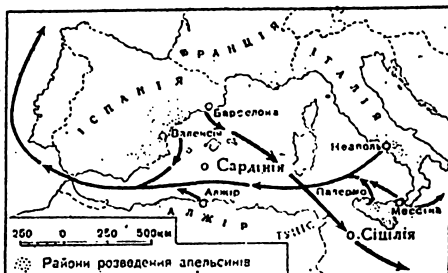 ФРАНЦІЯ
ІСПАНІЯ
ІТАЛІЯ
Барселона
Валенсія
Неаполь
Сардінія
Алжір
Палермо
Мессіна
АЛЖІР
ТУНІС
Сіцілія
250 0 250 500км
Райони розведення апельсинів